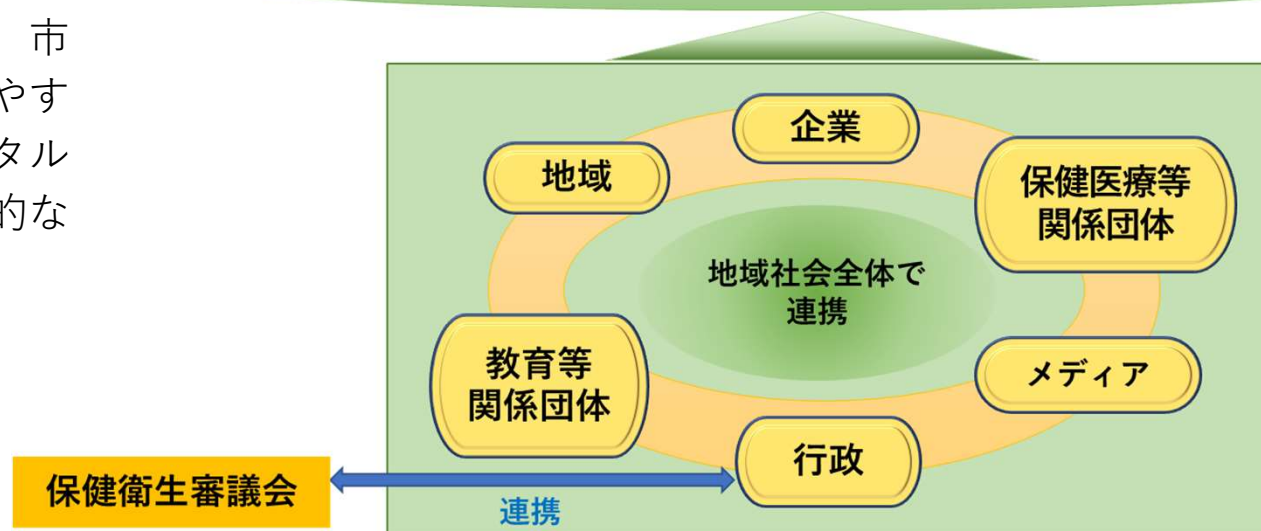 市
やす
タル
的な
企業
地域
保健医療等
関係団体
地域社会全体で
連携
教育等
関係団体
メディア
行政
保健衛生審議会
連携